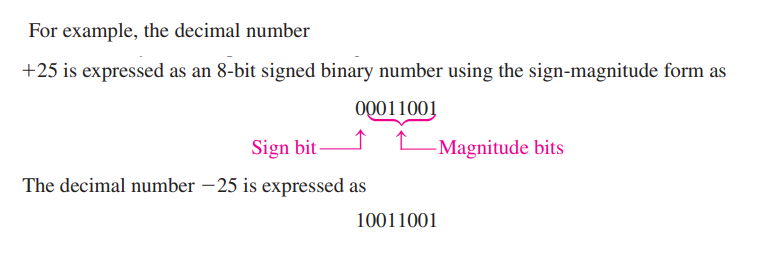 For example, the decimal number
+25 is expressed as an 8-bit signed binary number using the sign-magnitude form as
00011001
Sign bit Magnitude bits
The decimal number −25 is expressed as
10011001